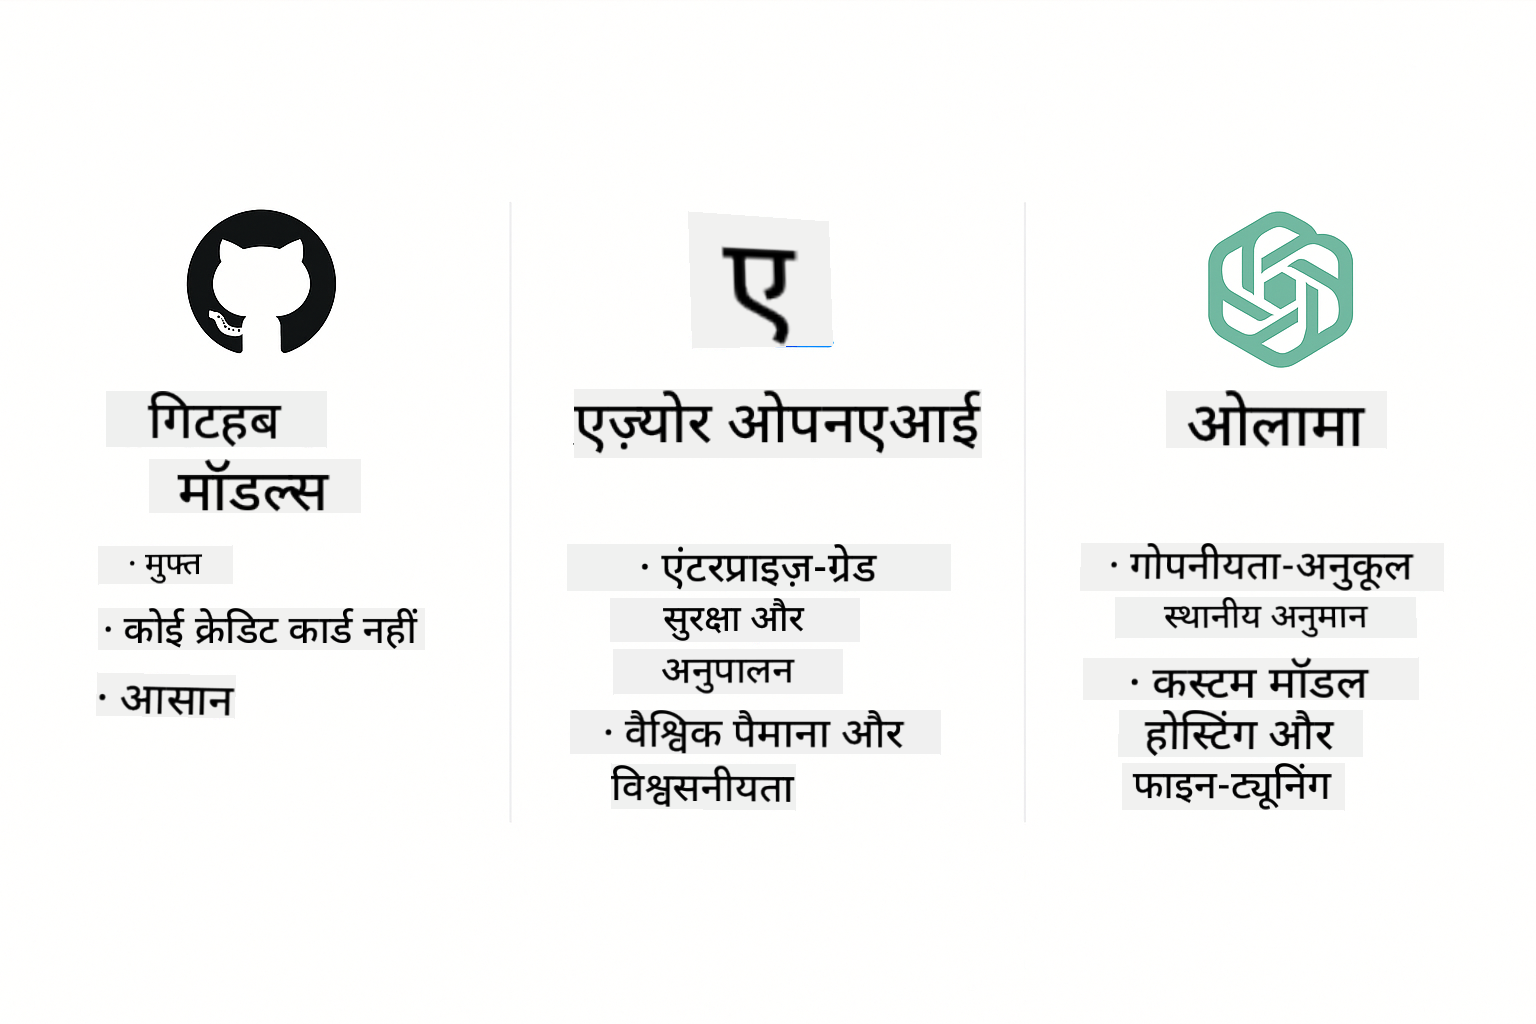 गिटहब
मॉडल्स
· मुफ्त
· कोई क्रेडिट कार्ड नहीं
· आसान
ए
एज़्योर ओपनएआई
· एंटरप्राइज़-ग्रेड
सुरक्षा और
अनुपालन
· वैश्विक पैमाना और
विश्वसनीयता
ओलामा
· गोपनीयता-अनुकूल
स्थानीय अनुमान
· कस्टम मॉडल
होस्टिंग और
फाइन-ट्यूनिंग